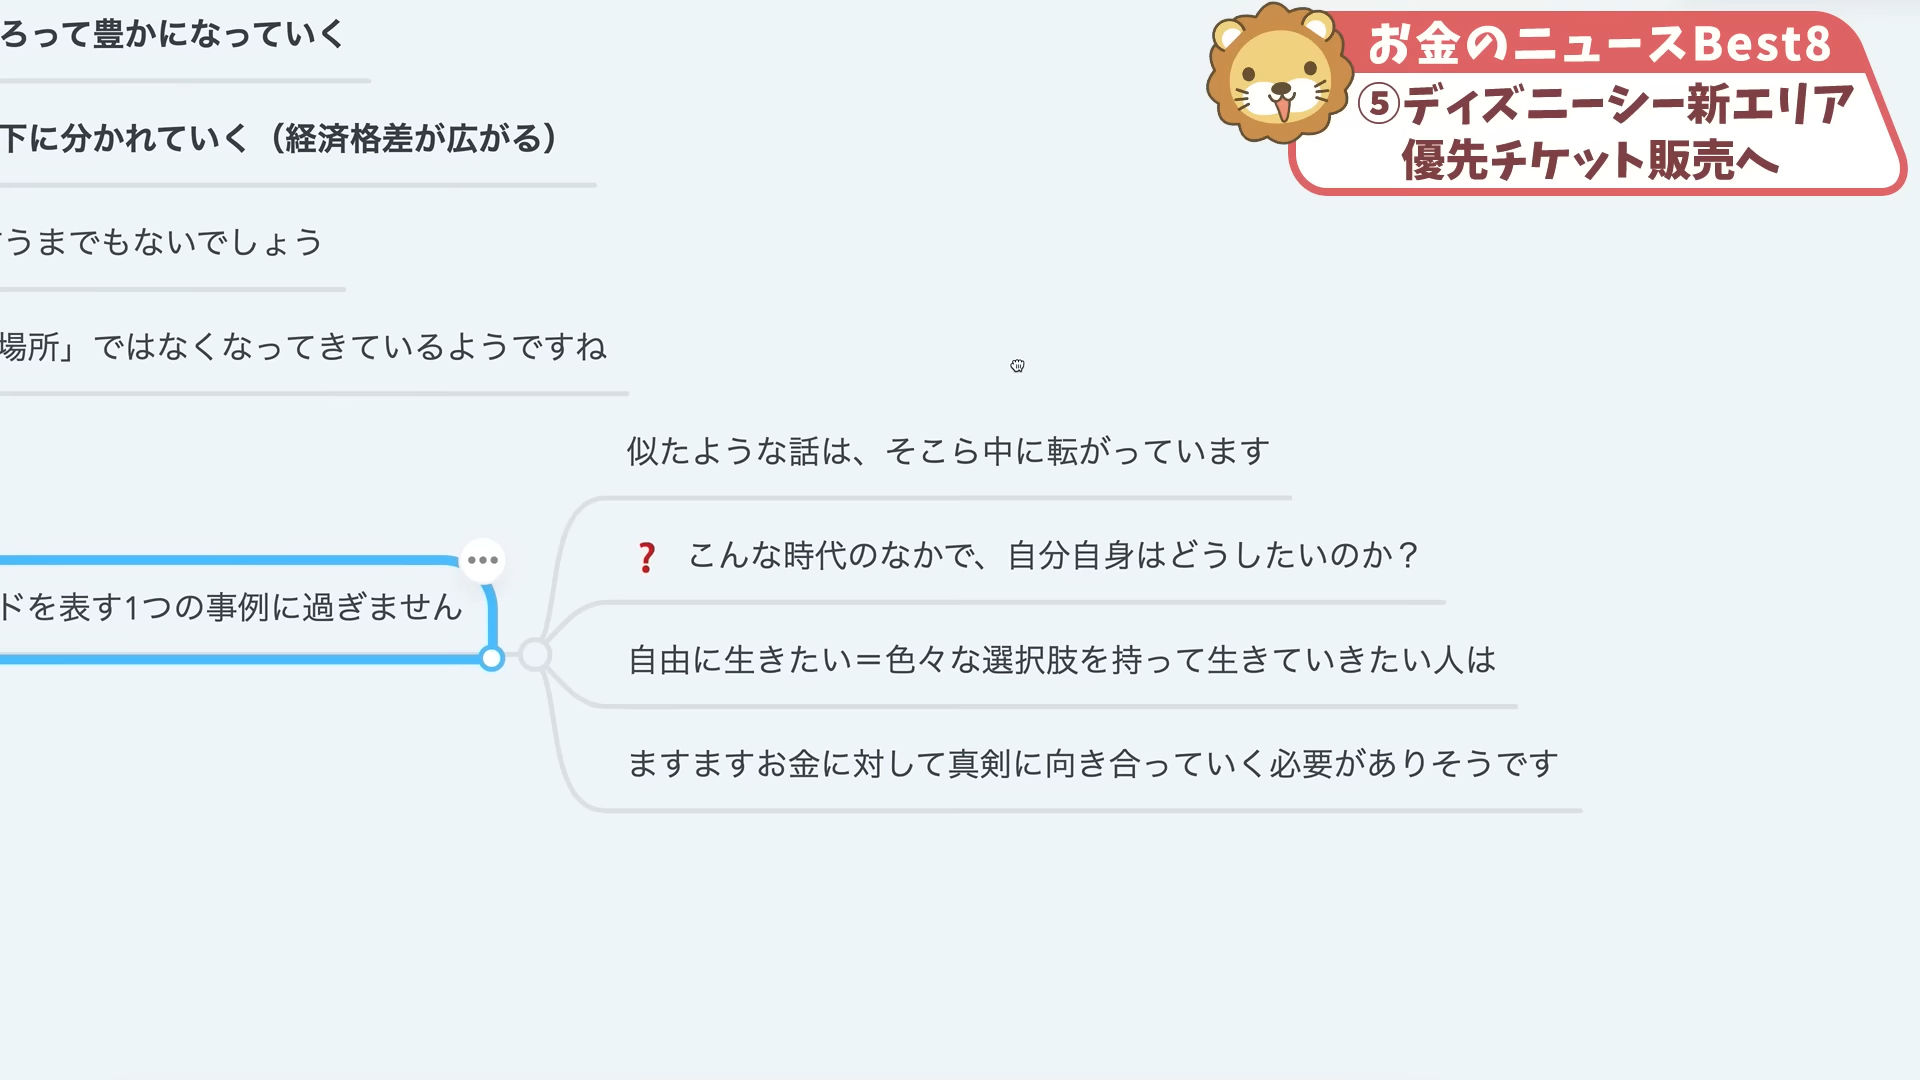 ろって豊かになっていく
下に分かれていく（経済格差が広がる）
うまでもないでしょう
場所」ではなくなってきているようですね
お金のニュースBest8
⑤ディズニーシー新エリア
優先チケット販売へ
似たような話は、そこら中に転がっています
❓ こんな時代のなかで、自分自身はどうしたいのか？
ドを表す1つの事例に過ぎません
自由に生きたい＝色々な選択肢を持って生きていきたい人は
ますますお金に対して真剣に向き合っていく必要がありそうです